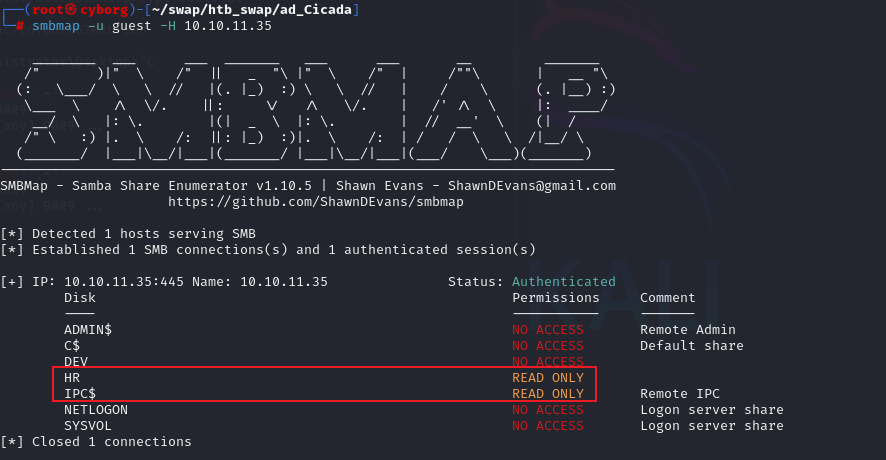 ┌──(root㉿cyborg)-[~/swap/htb_swap/ad_Cicada]
└─# smbmap -u guest -H 10.10.11.35
SMBMAP
SMBMap - Samba Share Enumerator v1.10.5 | Shawn Evans - ShawnDEvans@gmail.com
https://github.com/ShawnDEvans/smbmap
[*] Detected 1 hosts serving SMB
[*] Established 1 SMB connections(s) and 1 authenticated session(s)
[+] IP: 10.10.11.35:445 Name: 10.10.11.35 Status: Authenticated
Disk Permissions Comment
---- ----------- -------
ADMIN$ NO ACCESS Remote Admin
C$ NO ACCESS Default share
DEV NO ACCESS
HR READ ONLY
IPC$ READ ONLY Remote IPC
NETLOGON NO ACCESS Logon server share
SYSVOL NO ACCESS Logon server share
[*] Closed 1 connections
KALI